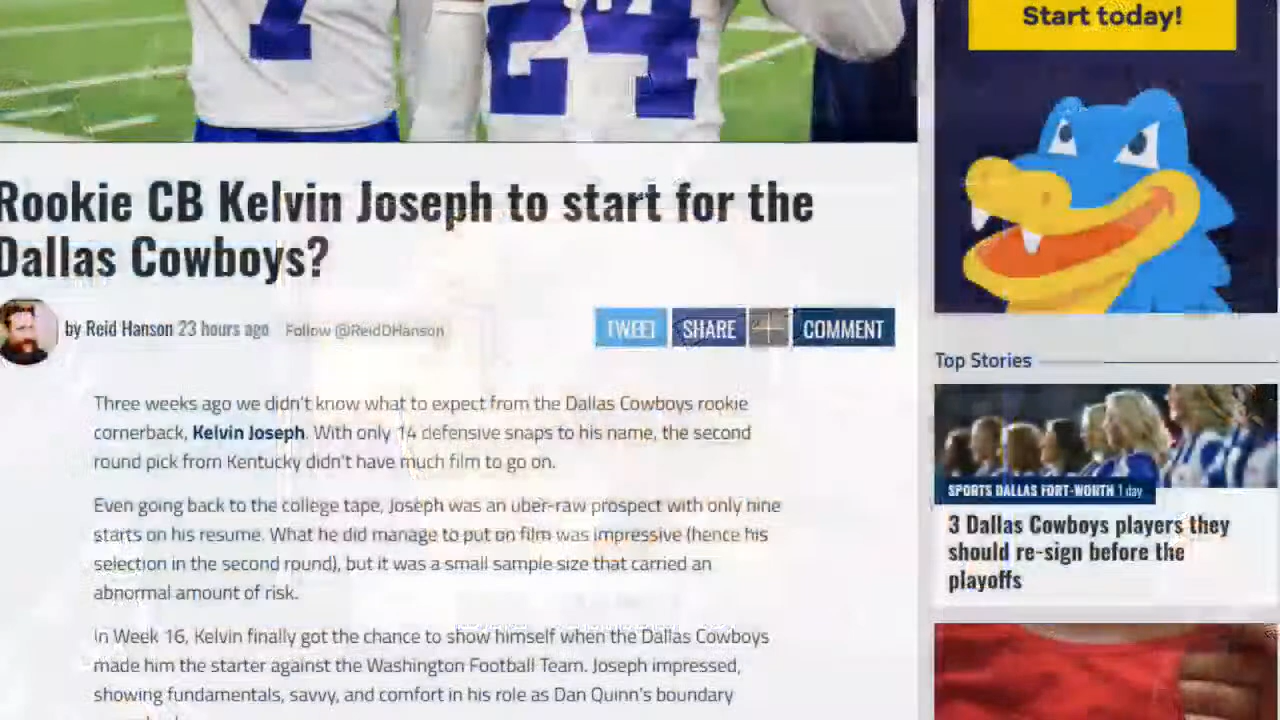 7
24
Start today!
Rookie CB Kelvin Joseph to start for the
Dallas Cowboys?
by Reid Hanson 23 hours ago Follow @ReidDHanson
TWEET SHARE + COMMENT
Three weeks ago we didn't know what to expect from the Dallas Cowboys rookie
cornerback, Kelvin Joseph. With only 14 defensive snaps to his name, the second
round pick from Kentucky didn't have much film to go on.
Even going back to the college tape, Joseph was an uber-raw prospect with only nine
starts on his resume. What he did manage to put on film was impressive (hence his
selection in the second round), but it was a small sample size that carried an
abnormal amount of risk.
In Week 16, Kelvin finally got the chance to show himself when the Dallas Cowboys
made him the starter against the Washington Football Team. Joseph impressed,
showing fundamentals, savvy, and comfort in his role as Dan Quinn's boundary
Top Stories
SPORTS DALLAS FORT-WORTH 1 day
3 Dallas Cowboys players they
should re-sign before the
playoffs